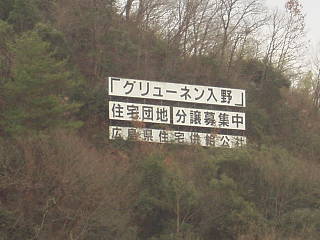 「グリューネン入野」
住宅団地 分譲募集中
広島県住宅供給公社